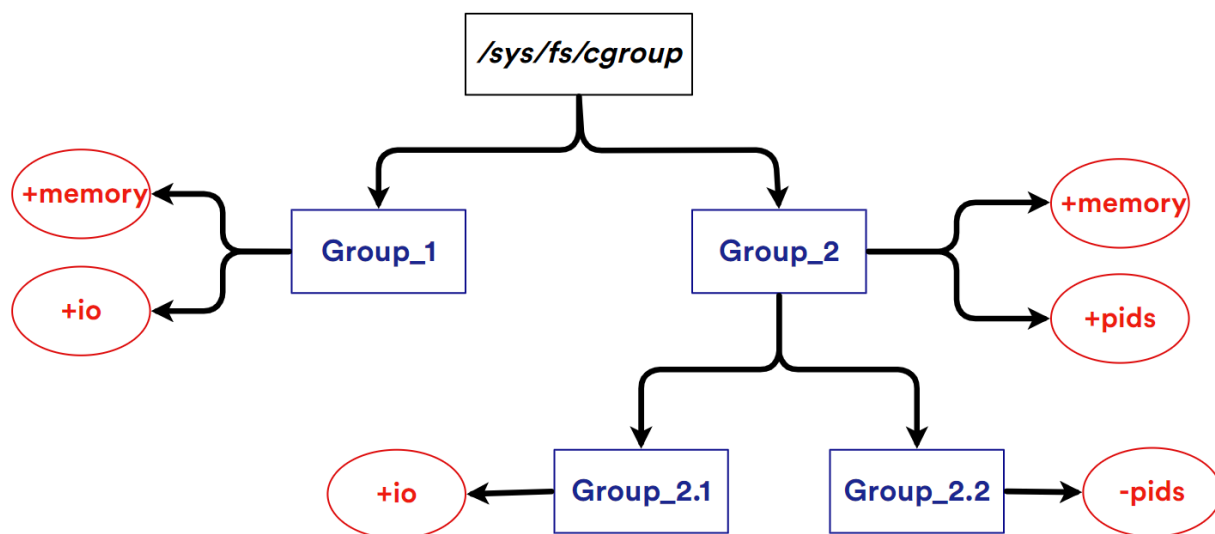 /sys/fs/cgroup
+memory
+memory
Group_1
Group_2
+io
+pids
+io
Group_2.1
Group_2.2
-pids